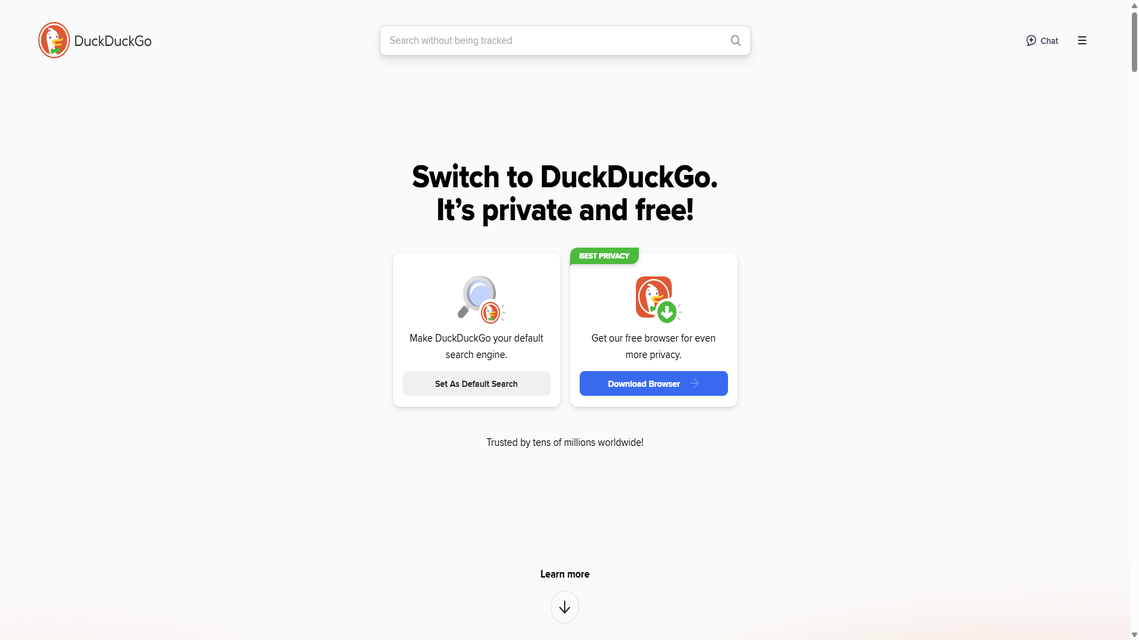 DuckDuckGo
Search without being tracked
Chat
Switch to DuckDuckGo.
It's private and free!
BEST PRIVACY
Make DuckDuckGo your default
search engine.
Set As Default Search
Get our free browser for even
more privacy.
Download Browser
Trusted by tens of millions worldwide!
Learn more